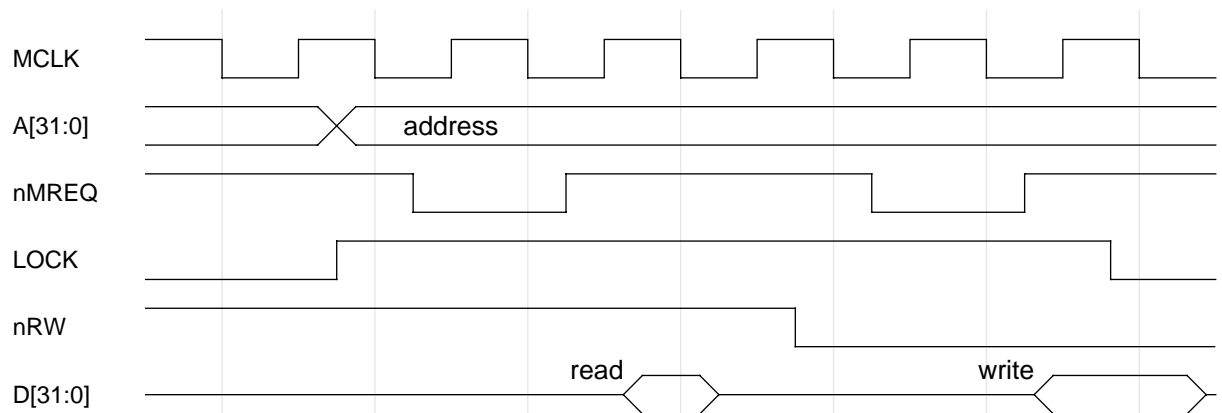 MCLK
A[31:0] address
nMREQ
LOCK
nRW
read write
D[31:0]